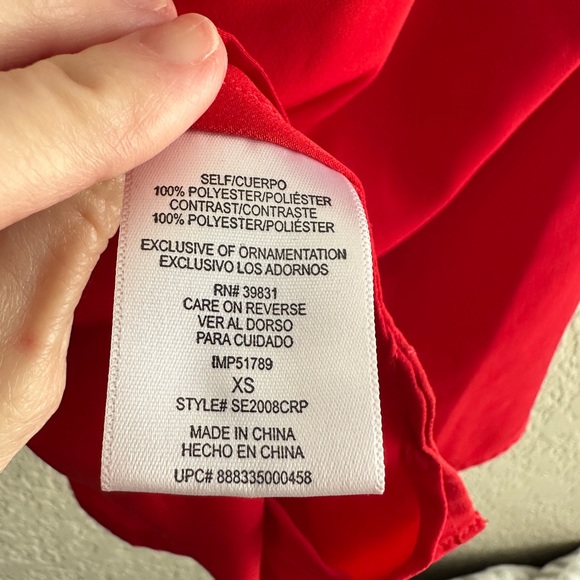 SELF/CUERPO
100% POLYESTER/POLIÉSTER
CONTRAST/CONTRASTE
100% POLYESTER/POLIÉSTER
EXCLUSIVE OF ORNAMENTATION
EXCLUSIVO LOS ADORNOS
RN# 39831
CARE ON REVERSE
VER AL DORSO
PARA CUIDADO
IMP51789
XS
STYLE# SE2008CRP
MADE IN CHINA
HECHO EN CHINA
UPC# 888335000458